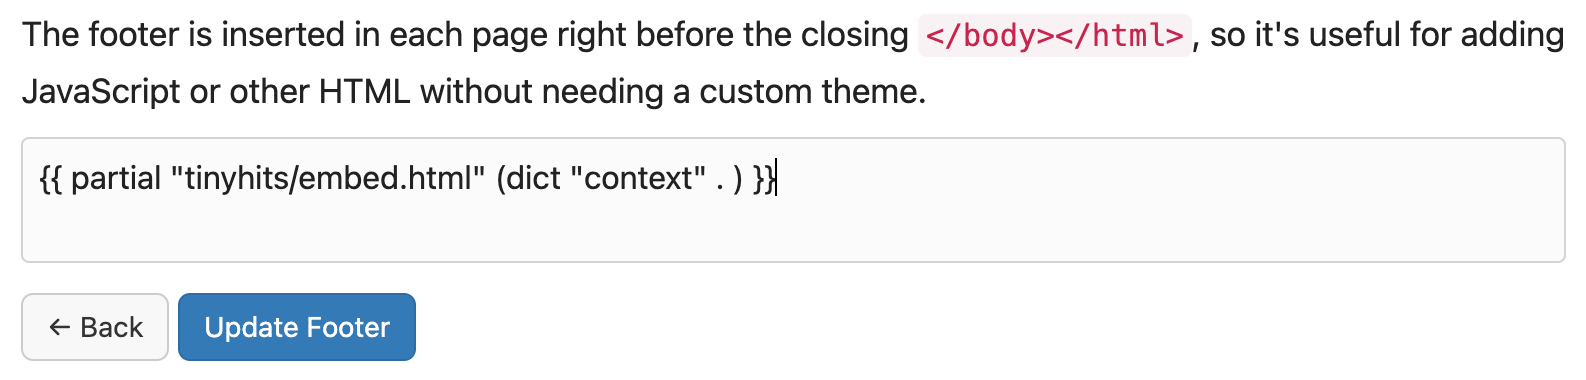 The footer is inserted in each page right before the closing </body></html>, so it's useful for adding
JavaScript or other HTML without needing a custom theme.
{{ partial "tinyhits/embed.html" (dict "context" . ) }}
← Back
Update Footer